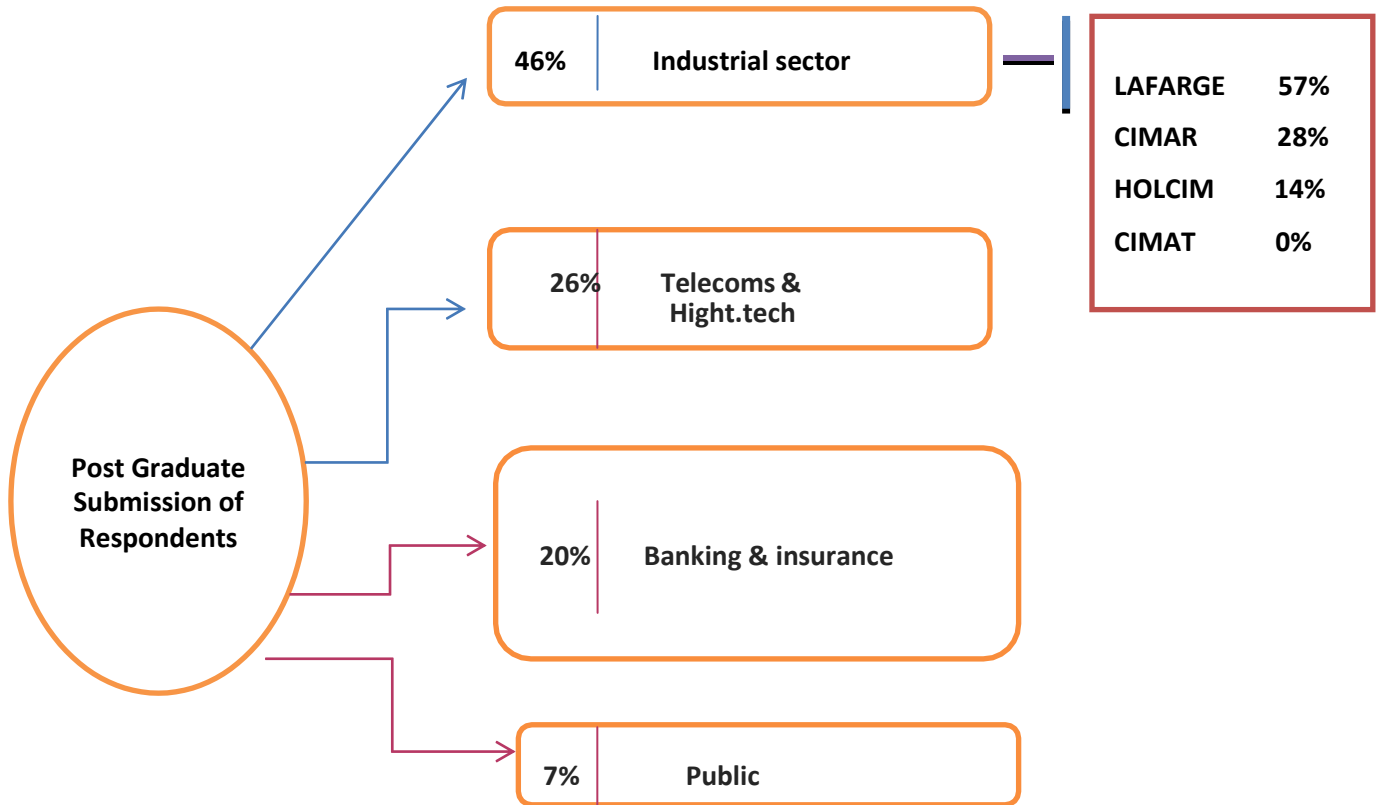 46% Industrial sector
LAFARGE 57%
CIMAR 28%
HOLCIM 14%
CIMAT 0%
26% Telecoms &
Hight.tech
Post Graduate
Submission of
Respondents
20% Banking & insurance
7% Public